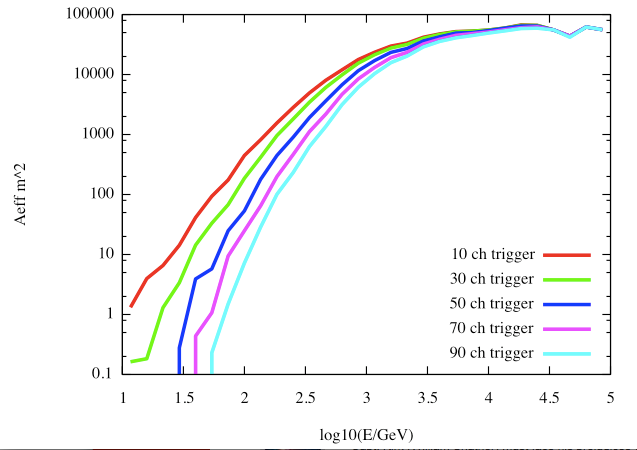 100000
10000
1000
100
10
1
0.1
Aeff m^2
10 ch trigger
30 ch trigger
50 ch trigger
70 ch trigger
90 ch trigger
1 1.5 2 2.5 3 3.5 4 4.5 5
log10(E/GeV)